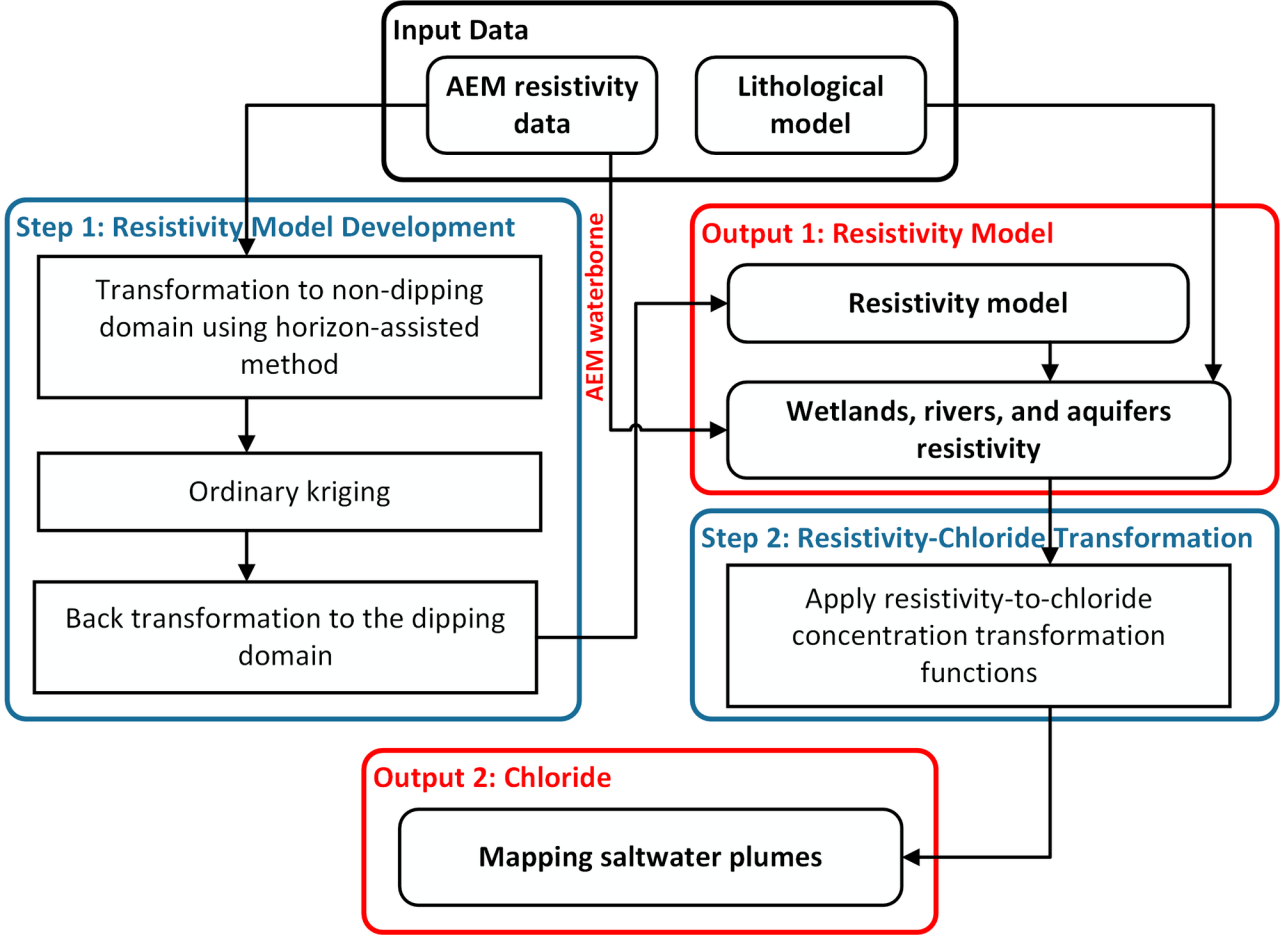 Input Data
AEM resistivity
data
Lithological
model
Step 1: Resistivity Model Development
Transformation to non-dipping
domain using horizon-assisted
method
Ordinary kriging
Back transformation to the dipping
domain
AEM waterborne
Output 1: Resistivity Model
Resistivity model
Wetlands, rivers, and aquifers
resistivity
Step 2: Resistivity-Chloride Transformation
Apply resistivity-to-chloride
concentration transformation
functions
Output 2: Chloride
Mapping saltwater plumes